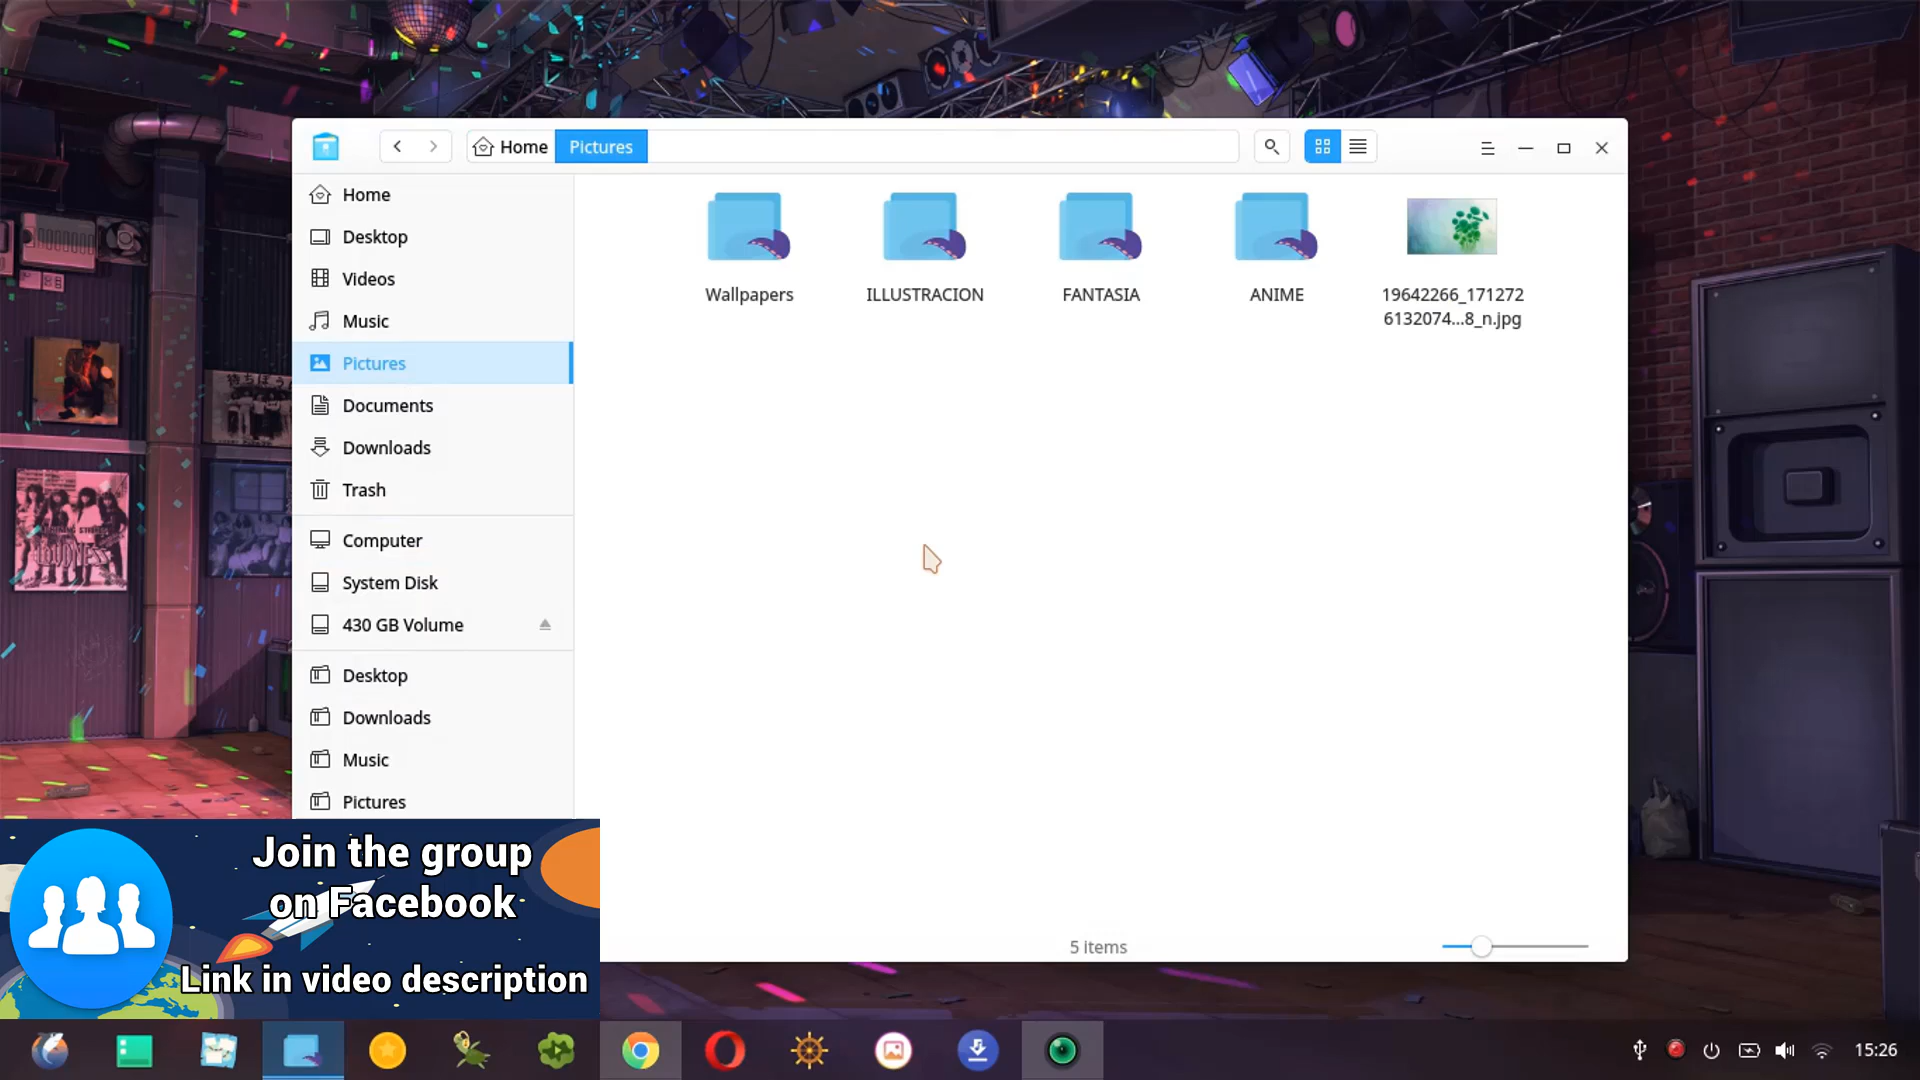 Home
Pictures
Home
Desktop
Videos
Music
Pictures
Documents
Downloads
Trash
Computer
System Disk
430 GB Volume
Desktop
Downloads
Music
Pictures
Wallpapers
ILLUSTRACION
FANTASIA
ANIME
19642266_171272
6132074...8_n.jpg
5 items
LOUDNESS
Join the group
on Facebook
Link in video description
15:26